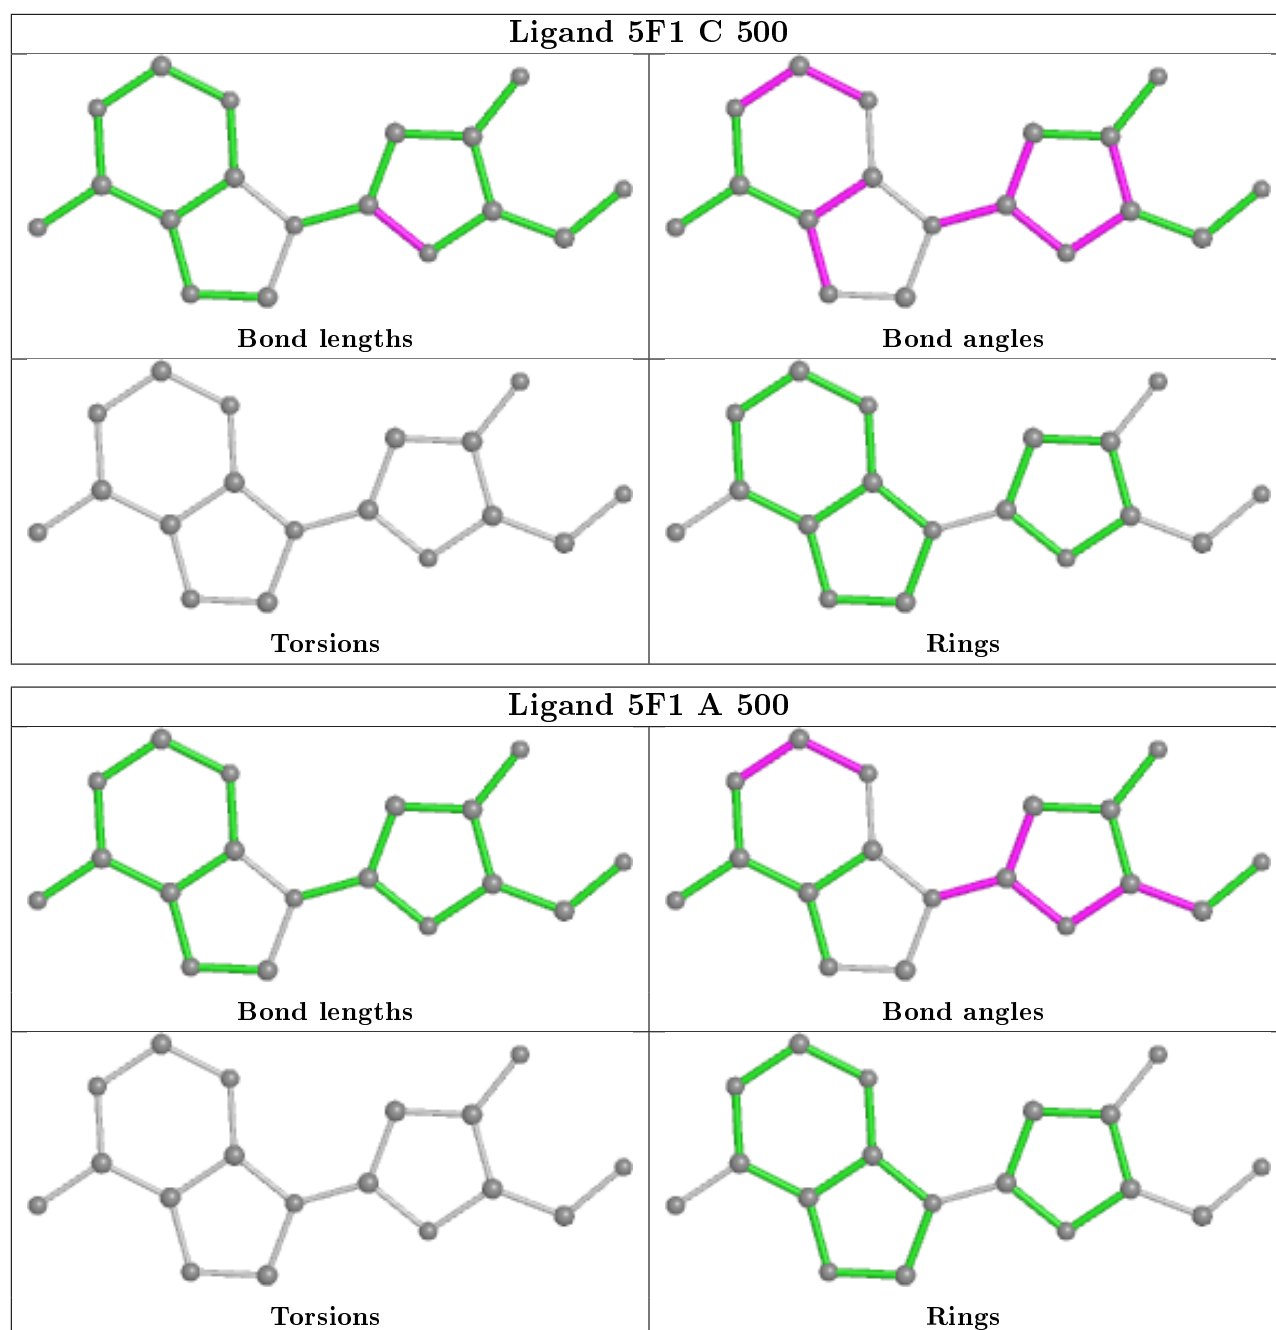 Ligand 5F1 C 500
Bond lengths
Bond angles
Torsions
Rings
Ligand 5F1 A 500
Bond lengths
Bond angles
Torsions
Rings